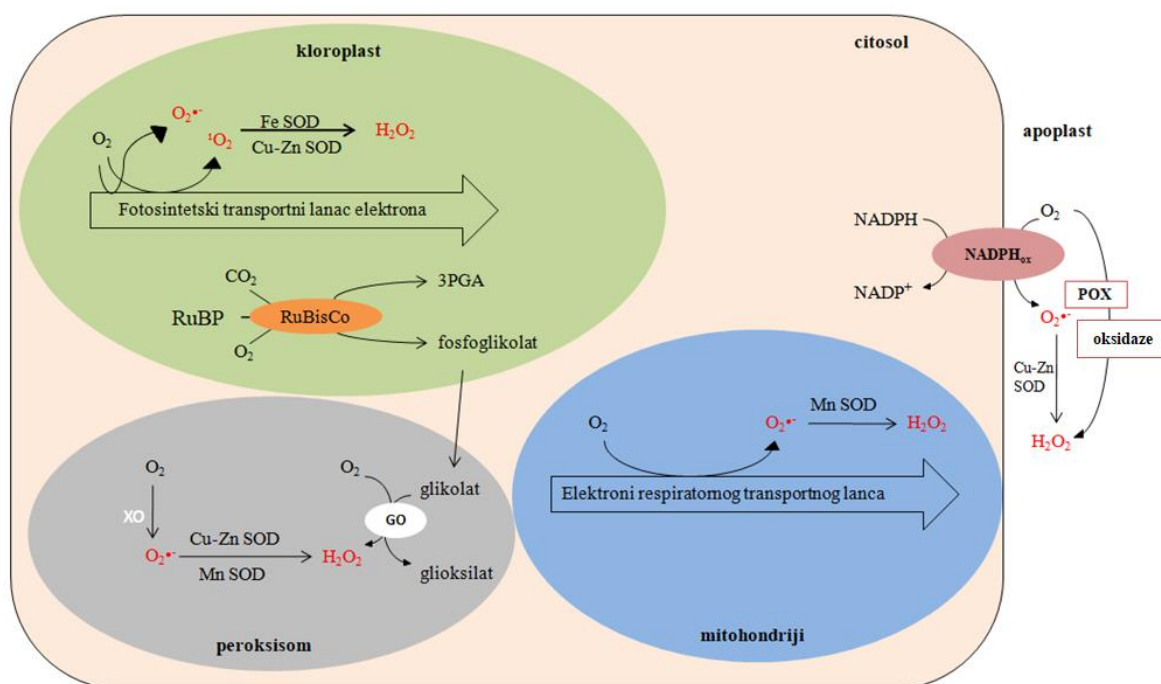 kloroplast
citosol
apoplast
O₂
O₂•-
¹O₂
Fe SOD
Cu-Zn SOD
H₂O₂
Fotosintetski transportni lanac elektrona
CO₂
RuBP
O₂
RuBisCo
3PGA
fosfoglikolat
NADPH
NADP⁺
NADPHox
O₂
POX
oksidaze
O₂•-
Cu-Zn
SOD
H₂O₂
O₂
XO
O₂•-
Cu-Zn SOD
Mn SOD
H₂O₂
O₂
glikolat
GO
glioksilat
peroksisom
O₂
O₂•-
Mn SOD
H₂O₂
Elektroni respiratornog transportnog lanca
mitohondriji